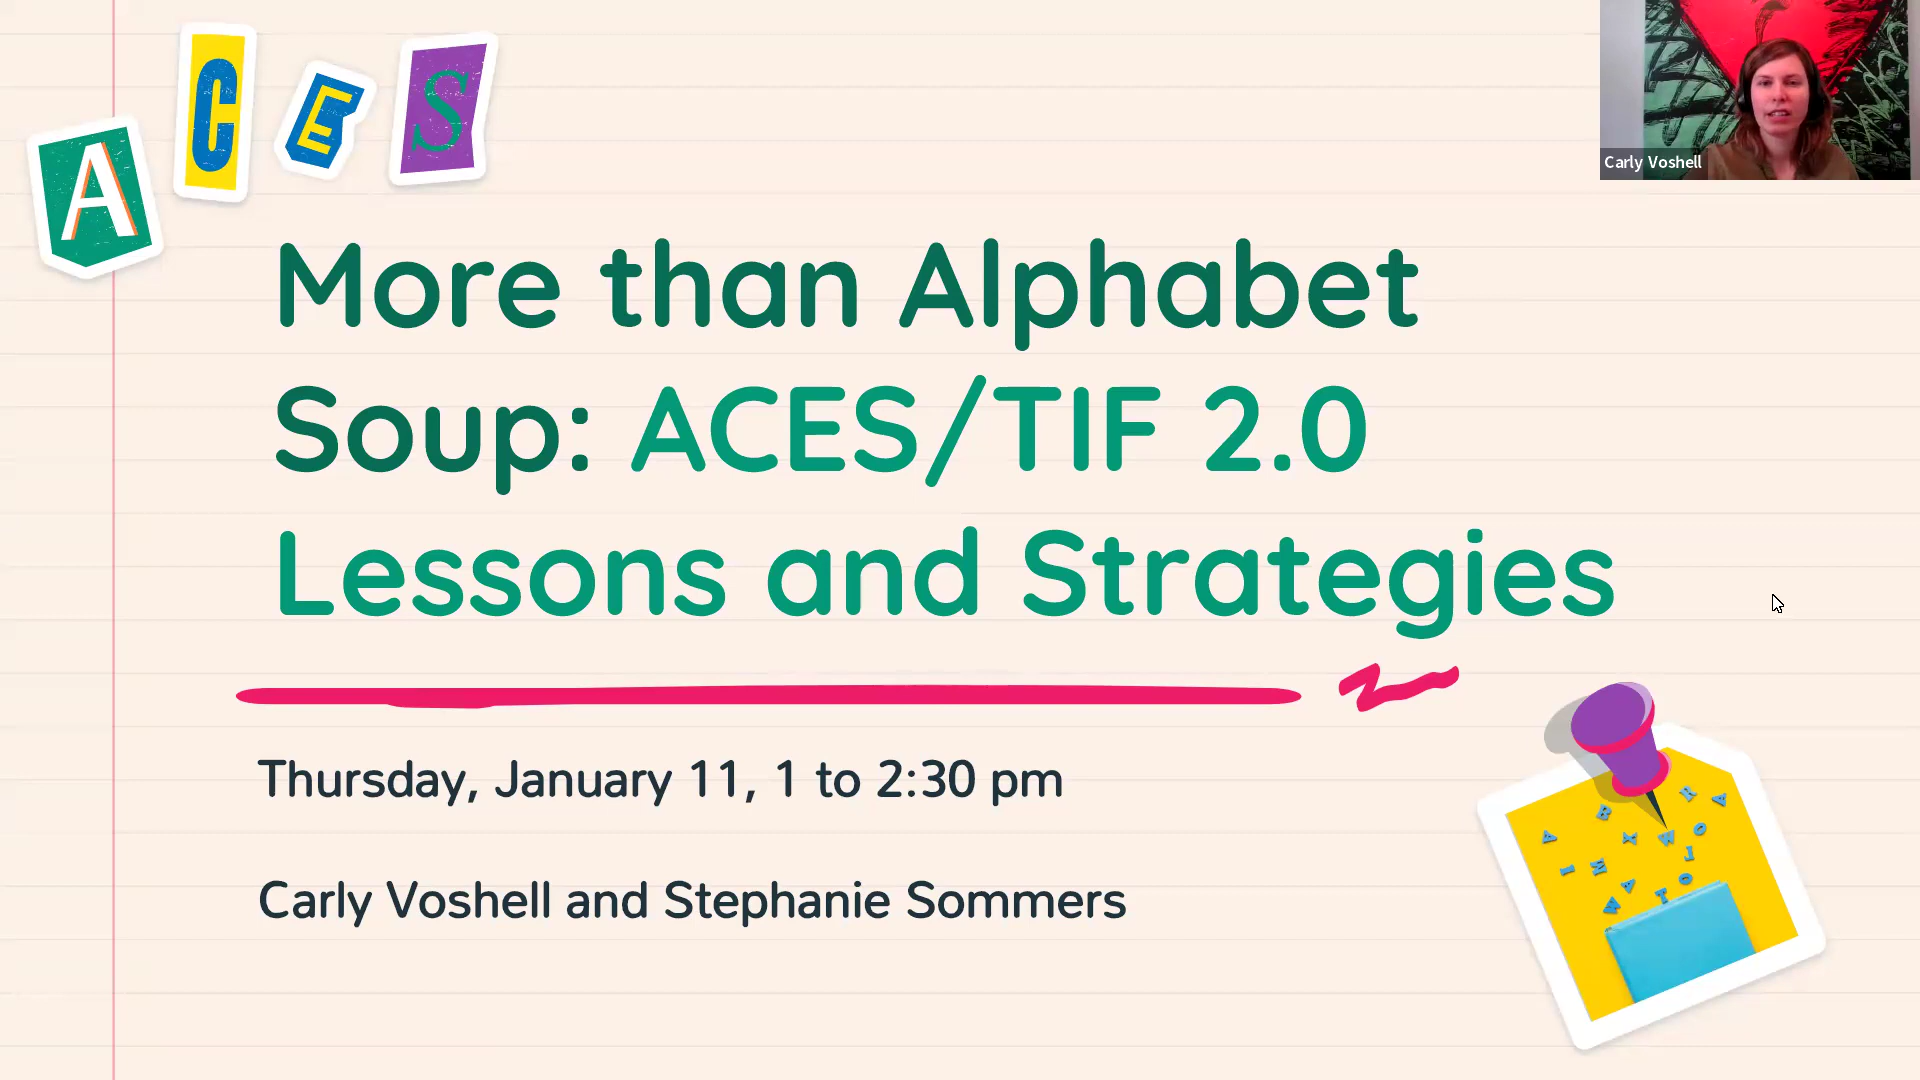 A C E S
Carly Voshell
More than Alphabet
Soup: ACES/TIF 2.0
Lessons and Strategies
Thursday, January 11, 1 to 2:30 pm
Carly Voshell and Stephanie Sommers